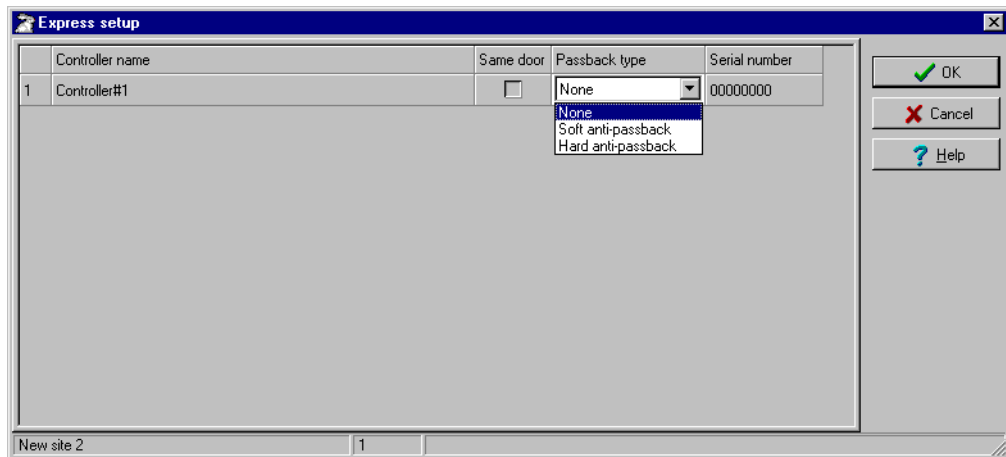 Express setup
Controller name Same door Passback type Serial number
1 Controller#1 None 00000000
None
Soft anti-passback
Hard anti-passback
OK
Cancel
Help
New site 2 1